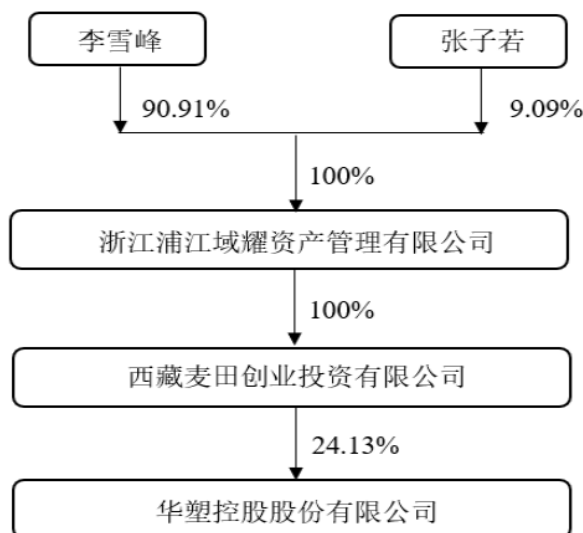 李雪峰
张子若
90.91%
9.09%
100%
浙江浦江域耀资产管理有限公司
100%
西藏麦田创业投资有限公司
24.13%
华塑控股股份有限公司